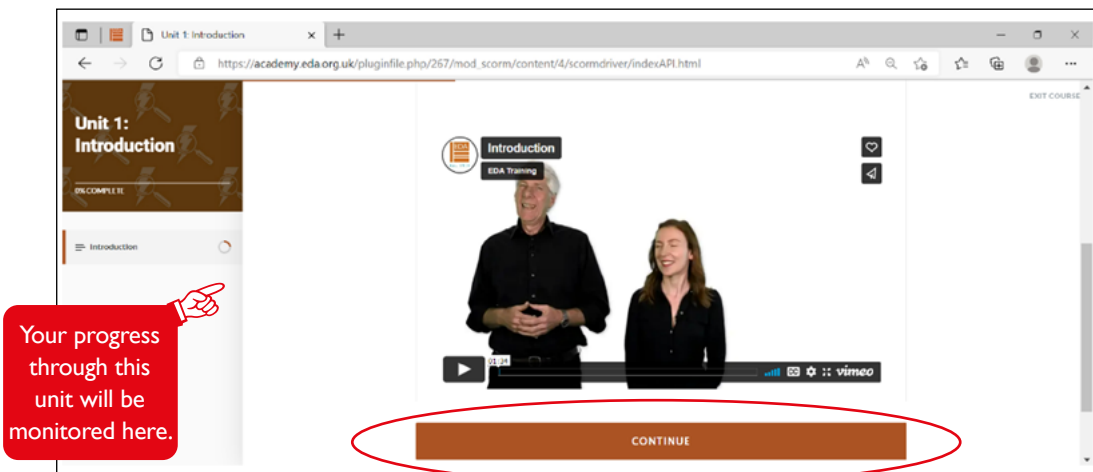 Unit 1: Introduction
https://academy.eda.org.uk/pluginfile.php/267/mod_scorm/content/4/scormdriver/indexAPI.html
EXIT COURSE
Unit 1:
Introduction
0% COMPLETE
Introduction
EDA
Introduction
EDA Training
01:34
vimeo
CONTINUE
Your progress
through this
unit will be
monitored here.